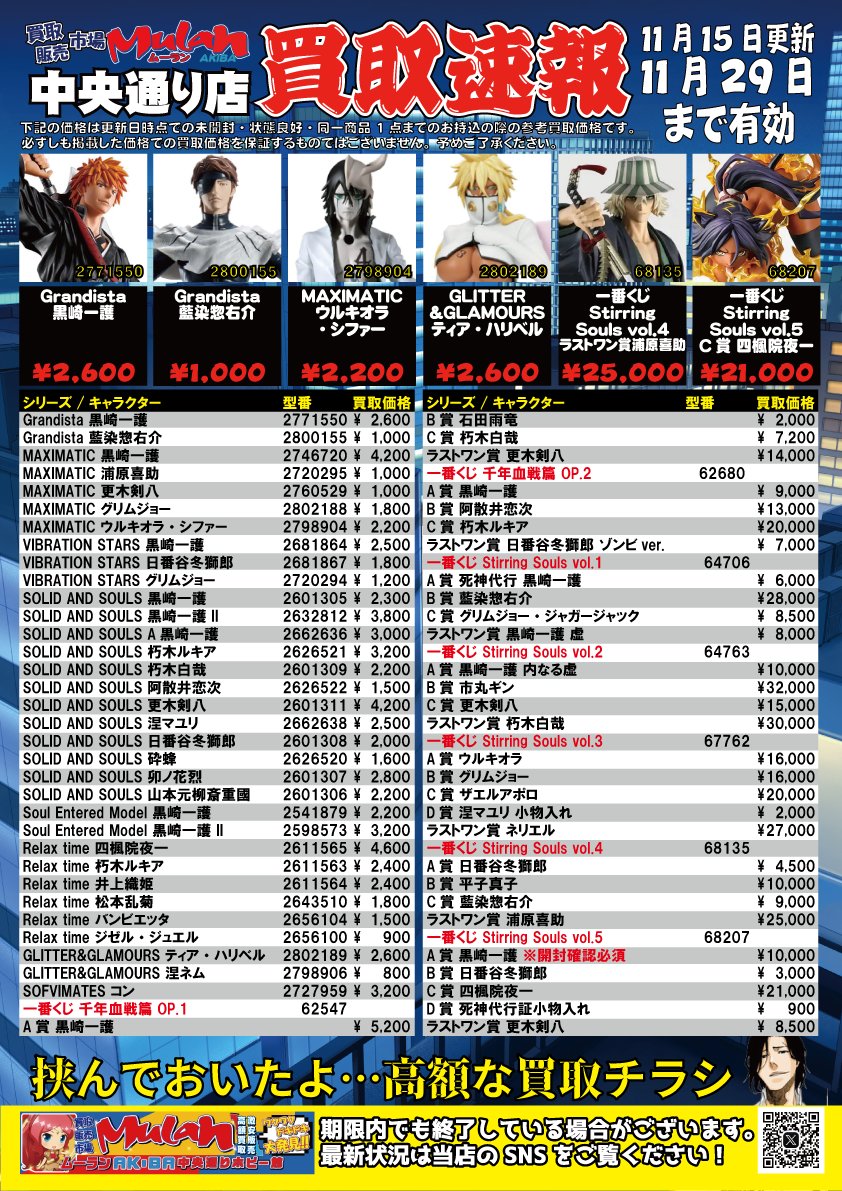 買取販売市場 Mulan ムーラン AKIBA
中央通り店
買取速報
11月15日更新
11月29日
まで有効
下記の価格は更新日時点での未開封・状態良好・同一商品1点までのお持込の際の参考買取価格です。
必ずしも掲載した価格での買取価格を保証するものではございません。予めご了承ください。
2771550
2800155
2798904
2802189
68135
68207
Grandista
黒崎一護
¥2,600
Grandista
藍染惣右介
¥1,000
MAXIMATIC
ウルキオラ
・シファー
¥2,200
GLITTER
&GLAMOURS
ティア・ハリベル
¥2,600
一番くじ
Stirring
Souls vol.4
ラストワン賞浦原喜助
¥25,000
一番くじ
Stirring
Souls vol.5
C賞 四楓院夜一
¥21,000
シリーズ / キャラクター 型番 買取価格
Grandista 黒崎一護 2771550 ¥ 2,600
Grandista 藍染惣右介 2800155 ¥ 1,000
MAXIMATIC 黒崎一護 2746720 ¥ 4,200
MAXIMATIC 浦原喜助 2720295 ¥ 1,000
MAXIMATIC 更木剣八 2760529 ¥ 1,000
MAXIMATIC グリムジョー 2802188 ¥ 1,800
MAXIMATIC ウルキオラ・シファー 2798904 ¥ 2,200
VIBRATION STARS 黒崎一護 2681864 ¥ 2,500
VIBRATION STARS 日番谷冬獅郎 2681867 ¥ 1,800
VIBRATION STARS グリムジョー 2720294 ¥ 1,200
SOLID AND SOULS 黒崎一護 2601305 ¥ 2,300
SOLID AND SOULS 黒崎一護Ⅱ 2632812 ¥ 3,800
SOLID AND SOULS A 黒崎一護 2662636 ¥ 3,000
SOLID AND SOULS 朽木ルキア 2626521 ¥ 3,200
SOLID AND SOULS 朽木白哉 2601309 ¥ 2,200
SOLID AND SOULS 阿散井恋次 2626522 ¥ 1,500
SOLID AND SOULS 更木剣八 2601311 ¥ 4,200
SOLID AND SOULS 涅マユリ 2662638 ¥ 2,500
SOLID AND SOULS 日番谷冬獅郎 2601308 ¥ 2,000
SOLID AND SOULS 砕蜂 2626520 ¥ 1,600
SOLID AND SOULS 卯ノ花烈 2601307 ¥ 2,800
SOLID AND SOULS 山本元柳斎重國 2601306 ¥ 2,200
Soul Entered Model 黒崎一護 2541879 ¥ 2,200
Soul Entered Model 黒崎一護Ⅱ 2598573 ¥ 3,200
Relax time 四楓院夜一 2611565 ¥ 4,600
Relax time 朽木ルキア 2611563 ¥ 2,400
Relax time 井上織姫 2611564 ¥ 2,400
Relax time 松本乱菊 2643510 ¥ 1,800
Relax time バンビエッタ 2656104 ¥ 1,500
Relax time ジゼル・ジュエル 2656100 ¥ 900
GLITTER&GLAMOURS ティア・ハリベル 2802189 ¥ 2,600
GLITTER&GLAMOURS 涅ネム 2798906 ¥ 800
SOFVIMATES コン 2727959 ¥ 3,200
一番くじ 千年血戦篇 OP.1 62547
A賞 黒崎一護 ¥ 5,200
シリーズ / キャラクター 型番 買取価格
B賞 石田雨竜 ¥ 2,000
C賞 朽木白哉 ¥ 7,200
ラストワン賞 更木剣八 ¥14,000
一番くじ 千年血戦篇 OP.2 62680
A賞 黒崎一護 ¥ 9,000
B賞 阿散井恋次 ¥13,000
C賞 朽木ルキア ¥20,000
ラストワン賞 日番谷冬獅郎 ゾンビver. ¥ 7,000
一番くじ Stirring Souls vol.1 64706
A賞 死神代行 黒崎一護 ¥ 6,000
B賞 藍染惣右介 ¥28,000
C賞 グリムジョー・ジャガージャック ¥ 8,500
ラストワン賞 黒崎一護 虚 ¥ 8,000
一番くじ Stirring Souls vol.2 64763
A賞 黒崎一護 内なる虚 ¥10,000
B賞 市丸ギン ¥32,000
C賞 更木剣八 ¥15,000
ラストワン賞 朽木白哉 ¥30,000
一番くじ Stirring Souls vol.3 67762
A賞 ウルキオラ ¥16,000
B賞 グリムジョー ¥16,000
C賞 ザエルアポロ ¥20,000
D賞 涅マユリ 小物入れ ¥ 2,000
ラストワン賞 ネリエル ¥27,000
一番くじ Stirring Souls vol.4 68135
A賞 日番谷冬獅郎 ¥ 4,500
B賞 平子真子 ¥10,000
C賞 藍染惣右介 ¥ 9,000
ラストワン賞 浦原喜助 ¥25,000
一番くじ Stirring Souls vol.5 68207
A賞 黒崎一護 ※開封確認必須 ¥10,000
B賞 日番谷冬獅郎 ¥ 3,000
C賞 四楓院夜一 ¥21,000
D賞 死神代行証小物入れ ¥ 900
ラストワン賞 更木剣八 ¥ 8,500
挟んでおいたよ…高額な買取チラシ
Mulan
ムーランAKIBA中央通りホビー館
高額買取 激安販売
ワクワク ドキドキ 大発見!!
期限内でも終了している場合がございます。
最新状況は当店のSNSをご覧ください！